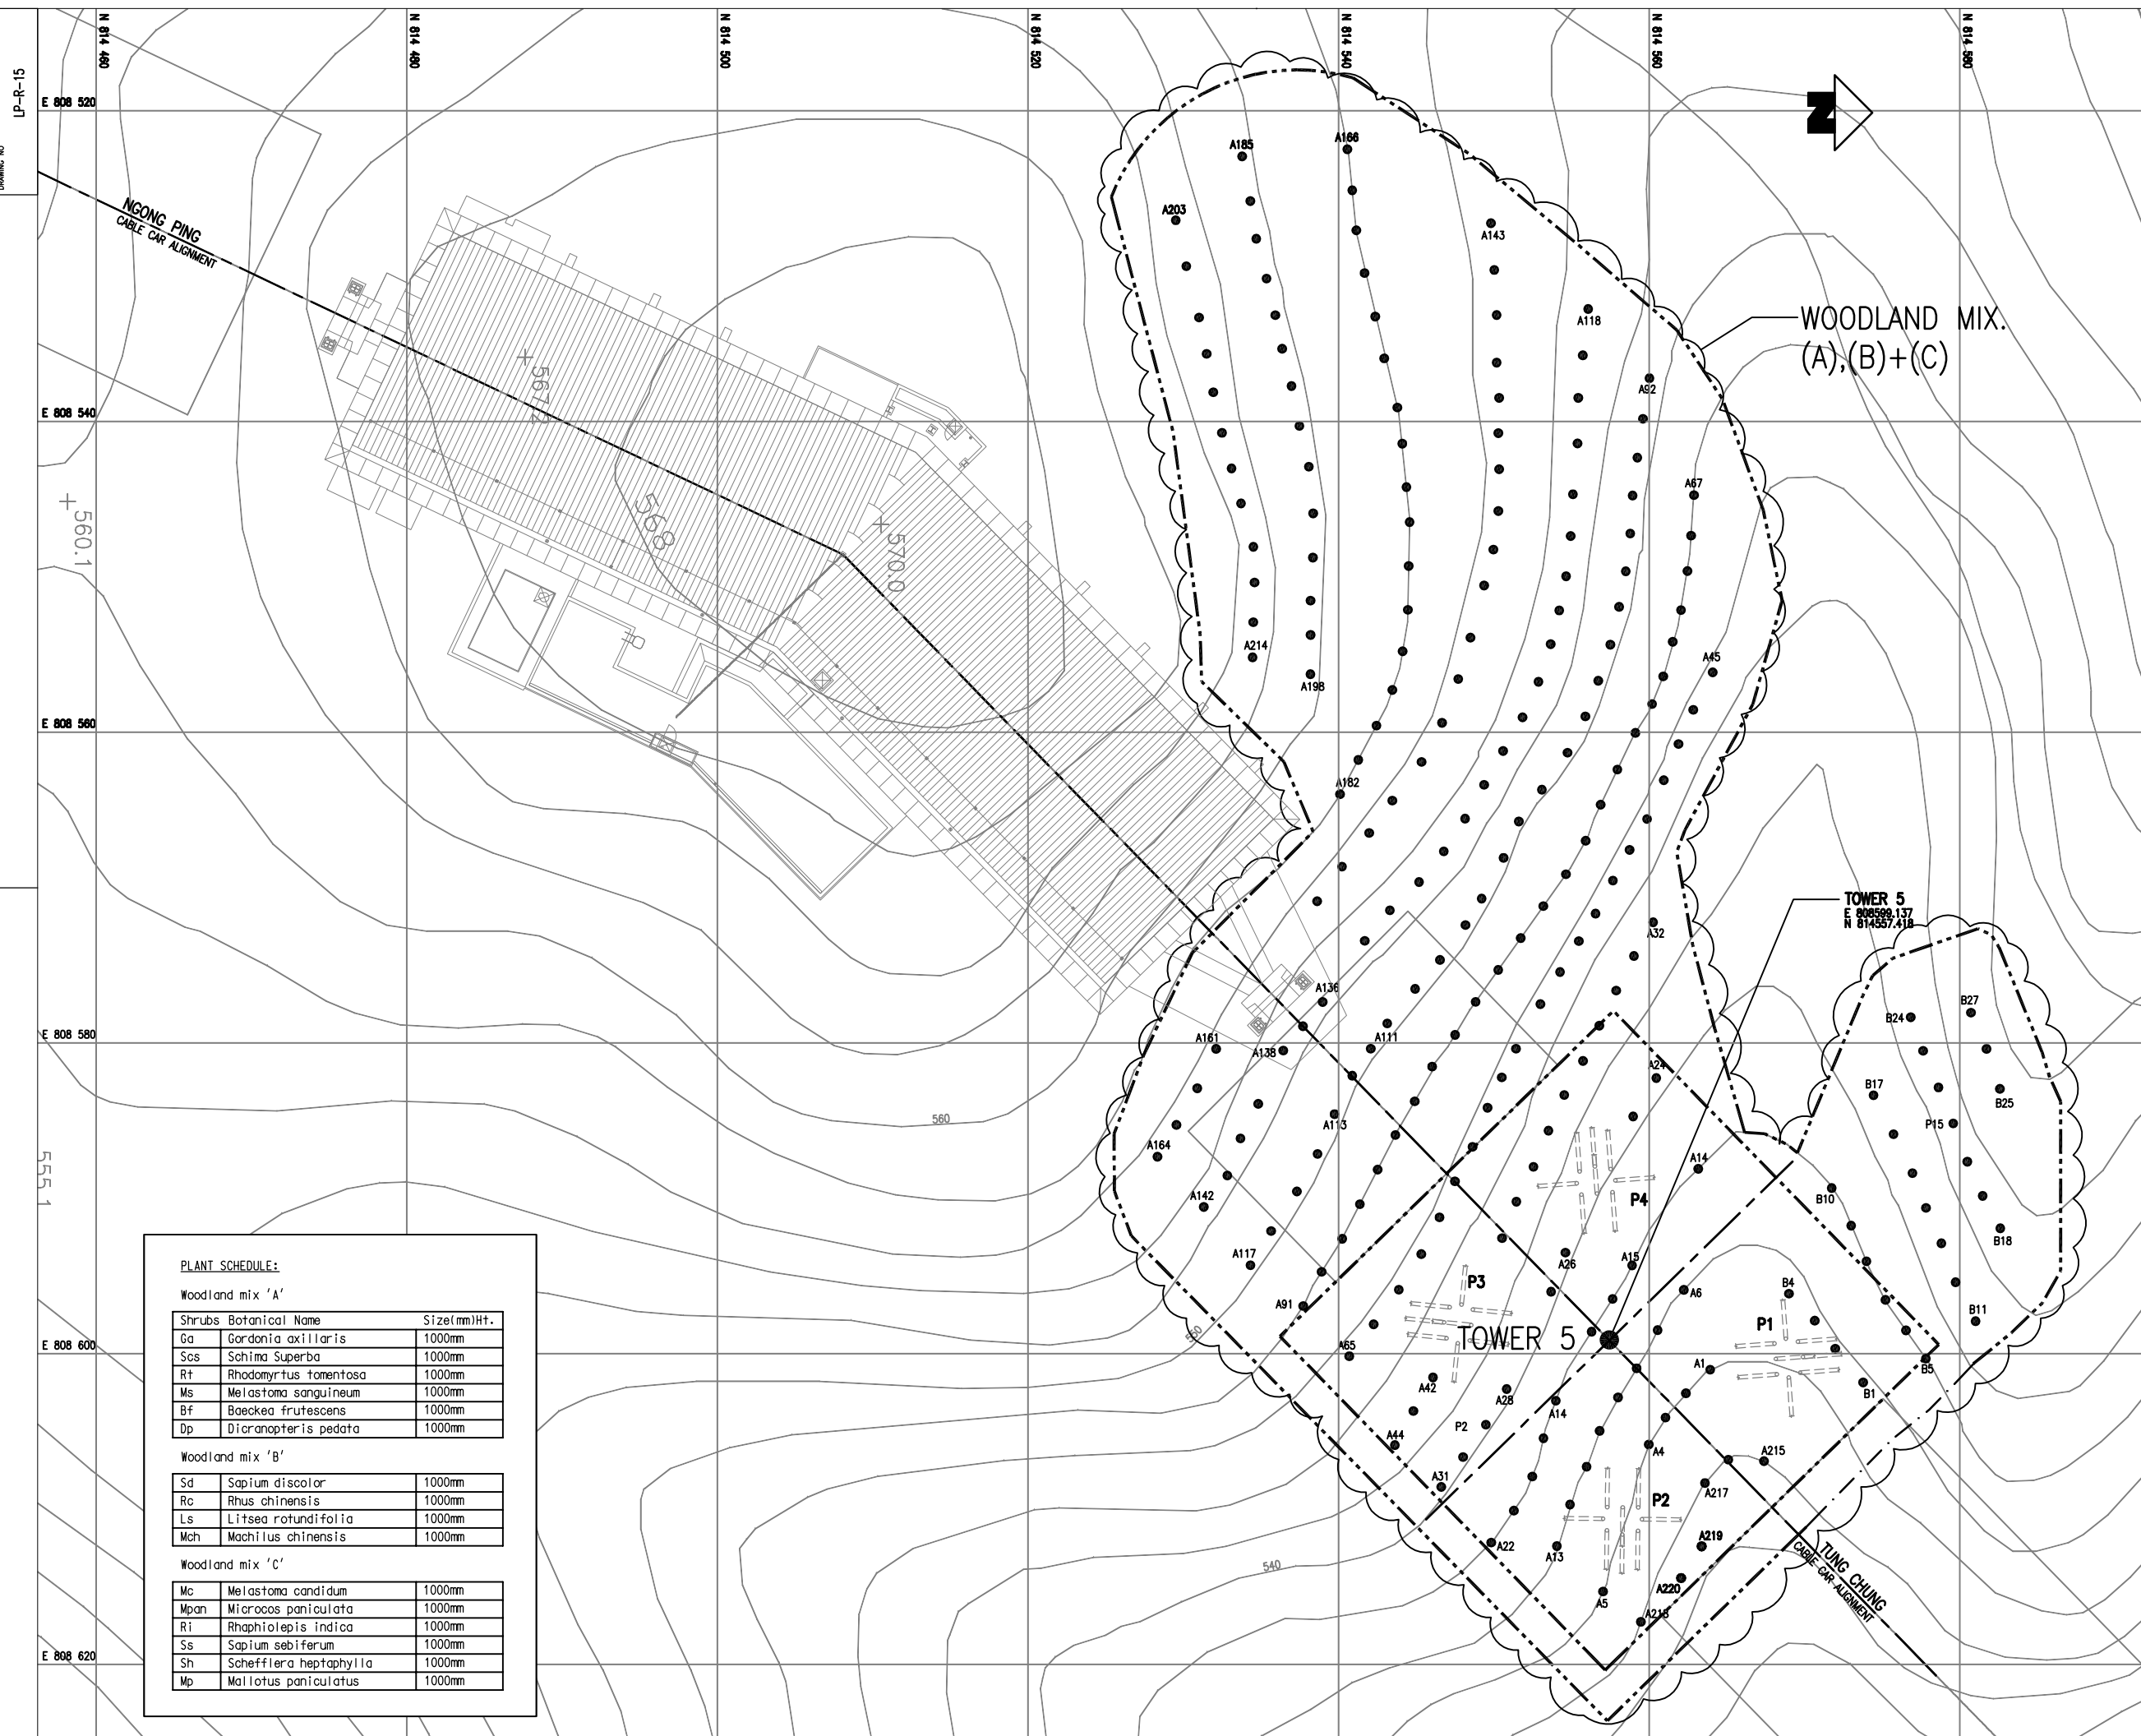 N 814 460
N 814 480
N 814 500
N 814 520
N 814 540
N 814 560
N 814 580
LP-R-15
DRAWING NO
E 808 520
E 808 540
E 808 560
E 808 580
E 808 600
E 808 620
N
NGONG PING
CABLE CAR ALIGNMENT
567.2
568
570.0
560.1
555.1
560
550
540
WOODLAND MIX.
(A),(B)+(C)
A185
A166
A203
A143
A118
A92
A67
A45
A214
A198
A182
A32
TOWER 5
E 808599.137
N 814557.418
A136
A161
A138
A111
A24
B24
B27
B17
B25
P15
A113
A164
A14
B10
A142
P4
B18
A117
A26
A15
P3
A6
B4
A91
P1
B11
TOWER 5
A65
A1
B5
A42
A28
B1
A14
P2
A44
A4
A215
A31
A217
P2
A22
A13
A219
A220
A5
A213
TUNG CHUNG
CABLE CAR ALIGNMENT
PLANT SCHEDULE:
Woodland mix 'A'
Shrubs Botanical Name Size(mm)Ht.
Ga Gordonia axillaris 1000mm
Scs Schima Superba 1000mm
Rt Rhodomyrtus tomentosa 1000mm
Ms Melastoma sanguineum 1000mm
Bf Baeckea frutescens 1000mm
Dp Dicranopteris pedata 1000mm
Woodland mix 'B'
Sd Sapium discolor 1000mm
Rc Rhus chinensis 1000mm
Ls Litsea rotundifolia 1000mm
Mch Machilus chinensis 1000mm
Woodland mix 'C'
Mc Melastoma candidum 1000mm
Mpan Microcos paniculata 1000mm
Ri Rhaphiolepis indica 1000mm
Ss Sapium sebiferum 1000mm
Sh Schefflera heptaphylla 1000mm
Mp Mallotus paniculatus 1000mm